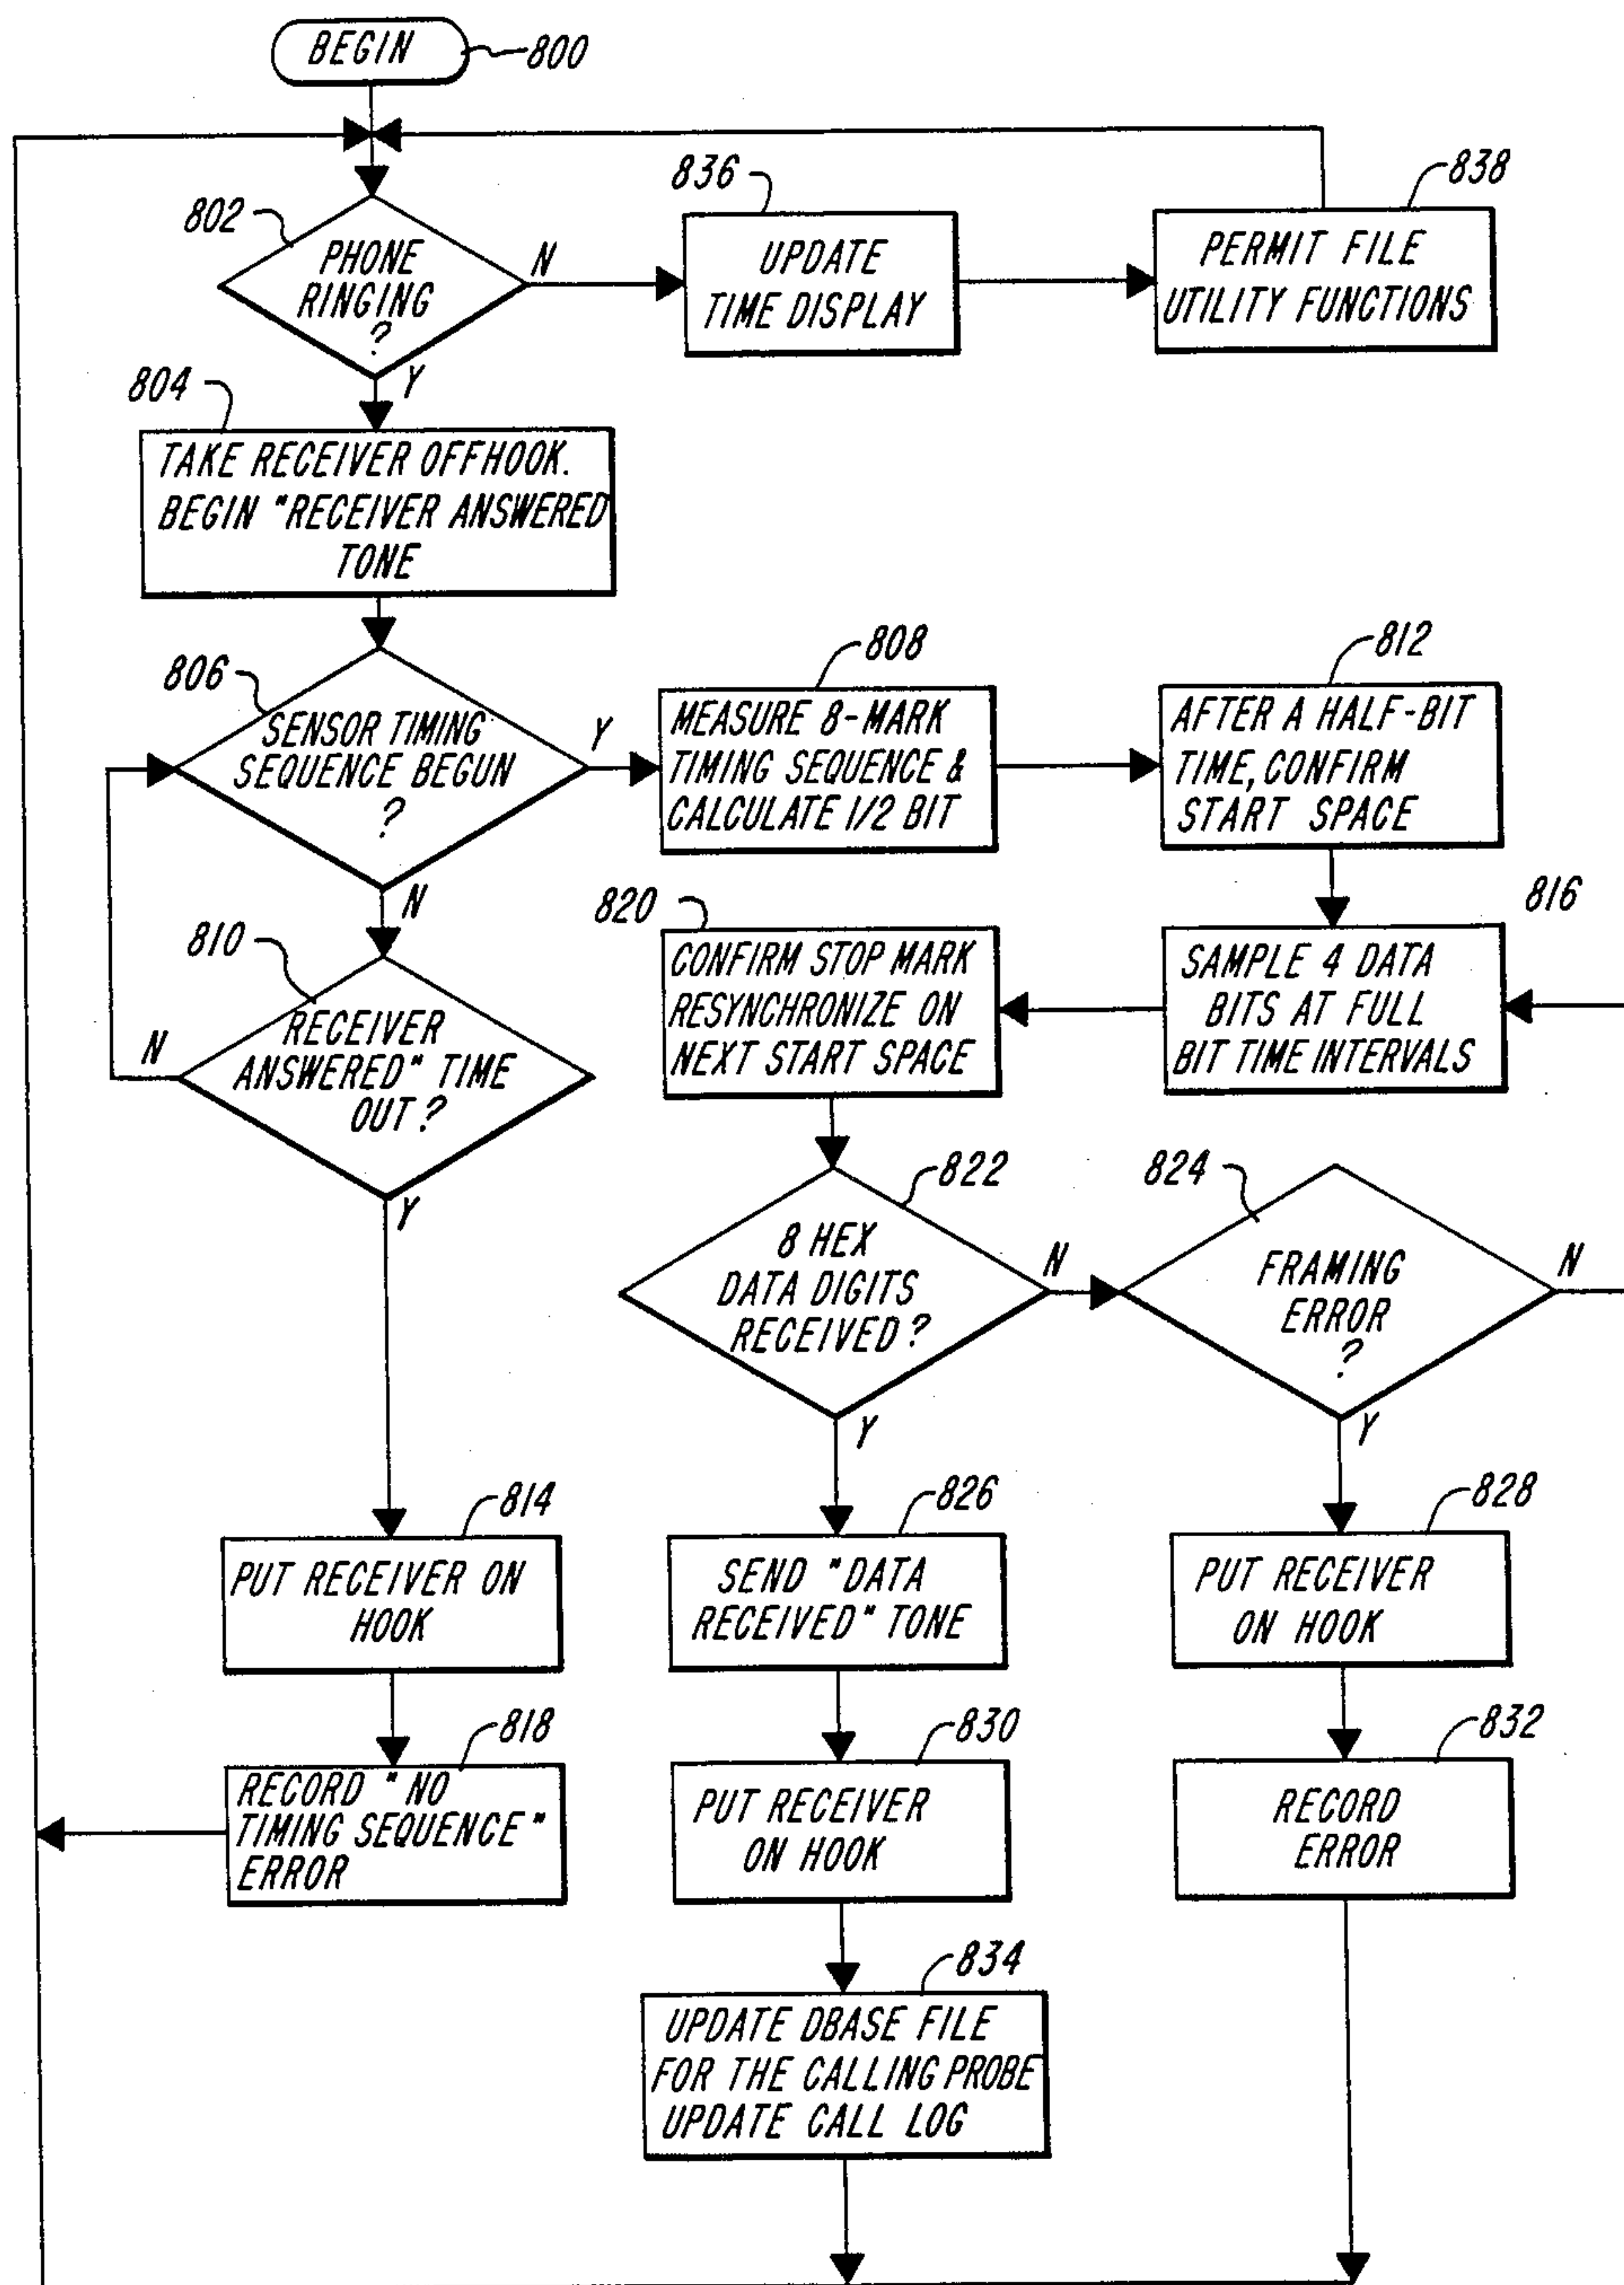 BEGIN
800
802
PHONE
RINGING
?
N
Y
836
UPDATE
TIME DISPLAY
838
PERMIT FILE
UTILITY FUNCTIONS
804
TAKE RECEIVER OFFHOOK.
BEGIN "RECEIVER ANSWERED
TONE
806
SENSOR TIMING
SEQUENCE BEGUN
?
Y
N
808
MEASURE 8-MARK
TIMING SEQUENCE &
CALCULATE 1/2 BIT
812
AFTER A HALF-BIT
TIME, CONFIRM
START SPACE
810
RECEIVER
ANSWERED" TIME
OUT?
N
Y
820
CONFIRM STOP MARK
RESYNCHRONIZE ON
NEXT START SPACE
816
SAMPLE 4 DATA
BITS AT FULL
BIT TIME INTERVALS
822
8 HEX
DATA DIGITS
RECEIVED?
N
Y
824
FRAMING
ERROR
?
N
Y
814
PUT RECEIVER ON
HOOK
826
SEND "DATA
RECEIVED" TONE
828
PUT RECEIVER
ON HOOK
818
RECORD "NO
TIMING SEQUENCE"
ERROR
830
PUT RECEIVER
ON HOOK
832
RECORD
ERROR
834
UPDATE DBASE FILE
FOR THE CALLING PROBE
UPDATE CALL LOG